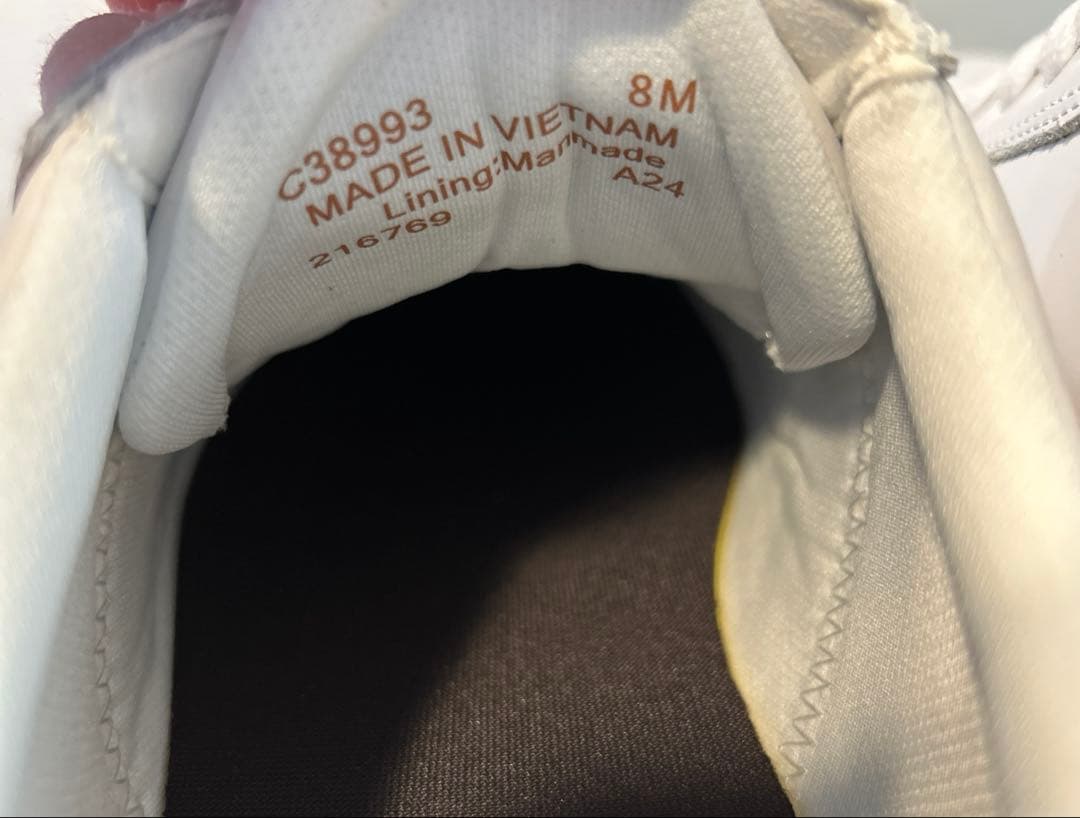 8M
C38993
MADE IN VIETNAM
Lining:Manmade
A24
216769